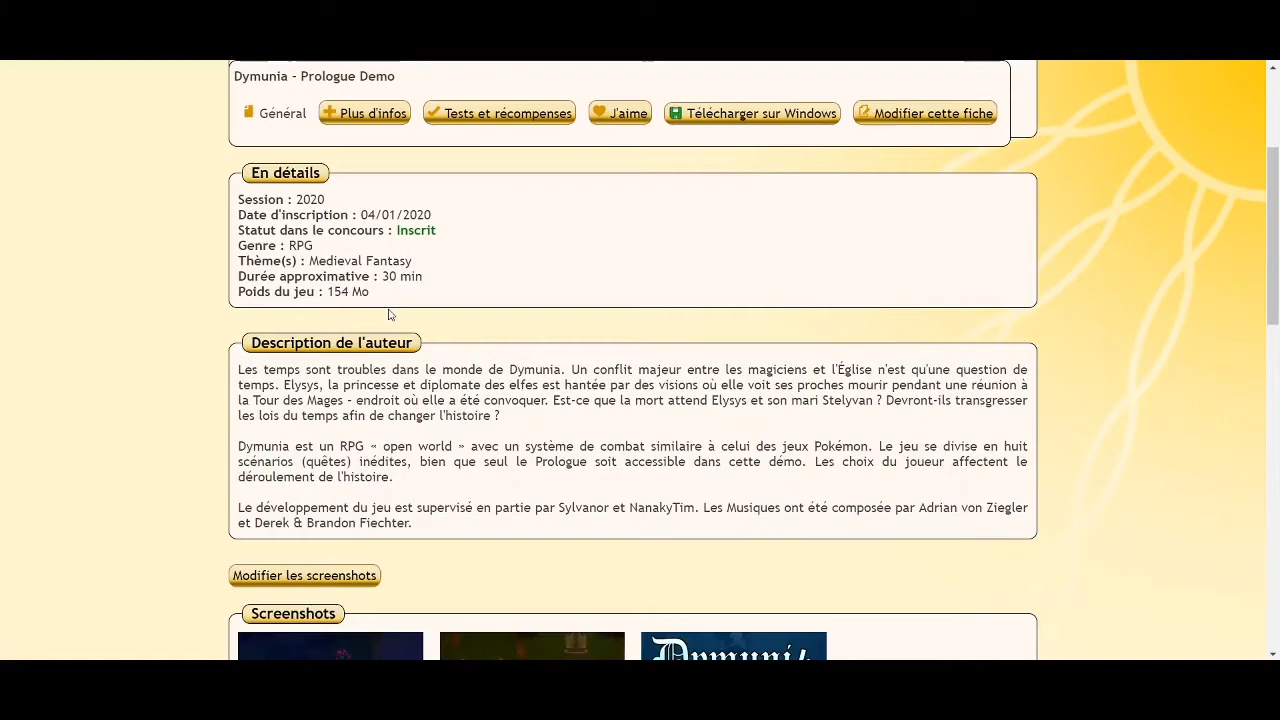 Dymunia - Prologue Demo
Général Plus d'infos Tests et récompenses J'aime Télécharger sur Windows Modifier cette fiche
En détails
Session : 2020
Date d'inscription : 04/01/2020
Statut dans le concours : Inscrit
Genre : RPG
Thème(s) : Medieval Fantasy
Durée approximative : 30 min
Poids du jeu : 154 Mo
Description de l'auteur
Les temps sont troubles dans le monde de Dymunia. Un conflit majeur entre les magiciens et l'Église n'est qu'une question de
temps. Elysys, la princesse et diplomate des elfes est hantée par des visions où elle voit ses proches mourir pendant une réunion à
la Tour des Mages - endroit où elle a été convoquer. Est-ce que la mort attend Elysys et son mari Stelyvan ? Devront-ils transgresser
les lois du temps afin de changer l'histoire ?
Dymunia est un RPG « open world » avec un système de combat similaire à celui des jeux Pokémon. Le jeu se divise en huit
scénarios (quêtes) inédites, bien que seul le Prologue soit accessible dans cette démo. Les choix du joueur affectent le
déroulement de l'histoire.
Le développement du jeu est supervisé en partie par Sylvanor et NanakyTim. Les Musiques ont été composée par Adrian von Ziegler
et Derek & Brandon Fiechter.
Modifier les screenshots
Screenshots
Dymunia